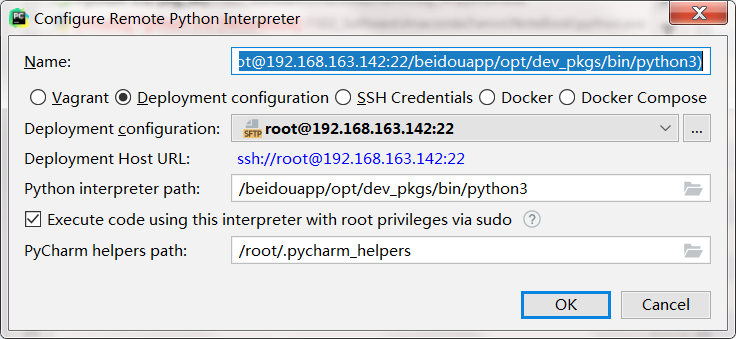 Configure Remote Python Interpreter
Name: ot@192.168.163.142:22/beidouapp/opt/dev_pkgs/bin/python3)
Vagrant Deployment configuration SSH Credentials Docker Docker Compose
Deployment configuration: SFTP root@192.168.163.142:22 ...
Deployment Host URL: ssh://root@192.168.163.142:22
Python interpreter path: /beidouapp/opt/dev_pkgs/bin/python3
Execute code using this interpreter with root privileges via sudo ?
PyCharm helpers path: /root/.pycharm_helpers
OK Cancel